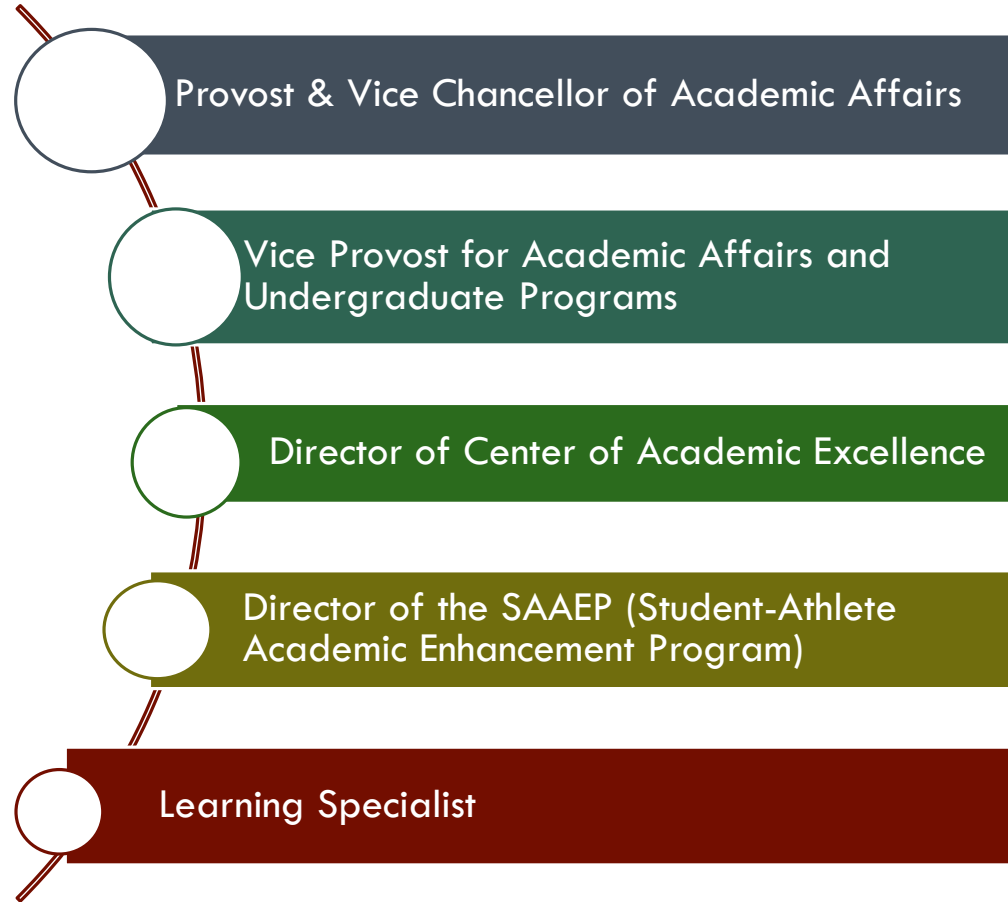 Provost & Vice Chancellor of Academic Affairs
Vice Provost for Academic Affairs and
Undergraduate Programs
Director of Center of Academic Excellence
Director of the SAAEP (Student-Athlete
Academic Enhancement Program)
Learning Specialist